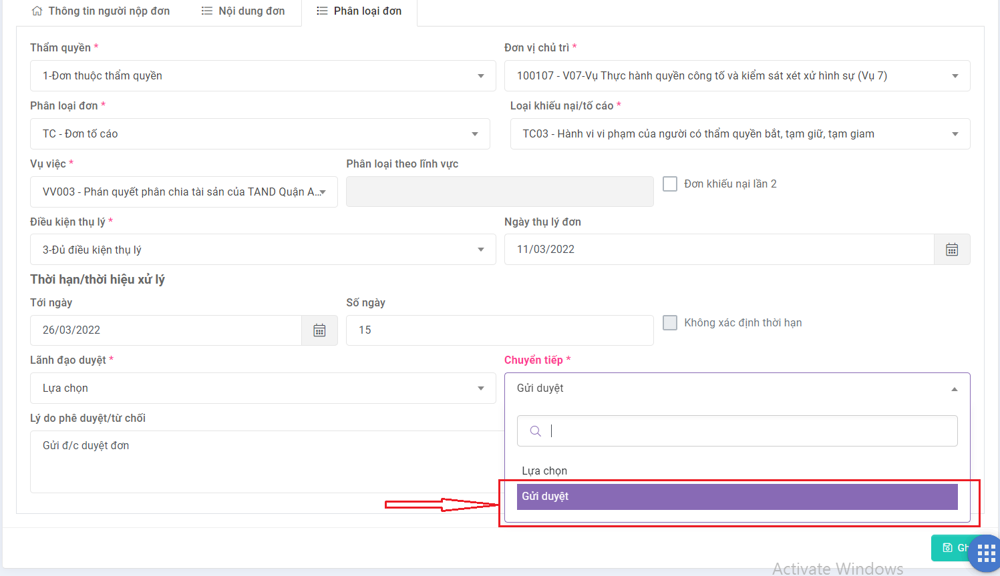 Thông tin người nộp đơn
Nội dung đơn
Phân loại đơn
Thẩm quyền *
Đơn vị chủ trì *
1-Đơn thuộc thẩm quyền
100107 - V07-Vụ Thực hành quyền công tố và kiểm sát xét xử hình sự (Vụ 7)
Phân loại đơn *
Loại khiếu nại/tố cáo *
TC - Đơn tố cáo
TC03 - Hành vi vi phạm của người có thẩm quyền bắt, tạm giữ, tạm giam
Vụ việc *
Phân loại theo lĩnh vực
VV003 - Phán quyết phân chia tài sản của TAND Quận A...
Đơn khiếu nại lần 2
Điều kiện thụ lý *
Ngày thụ lý đơn
3-Đủ điều kiện thụ lý
11/03/2022
Thời hạn/thời hiệu xử lý
Tới ngày
Số ngày
26/03/2022
15
Không xác định thời hạn
Lãnh đạo duyệt *
Chuyển tiếp *
Lựa chọn
Gửi duyệt
Lý do phê duyệt/từ chối
Gửi đ/c duyệt đơn
Lựa chọn
Gửi duyệt
Activate Windows